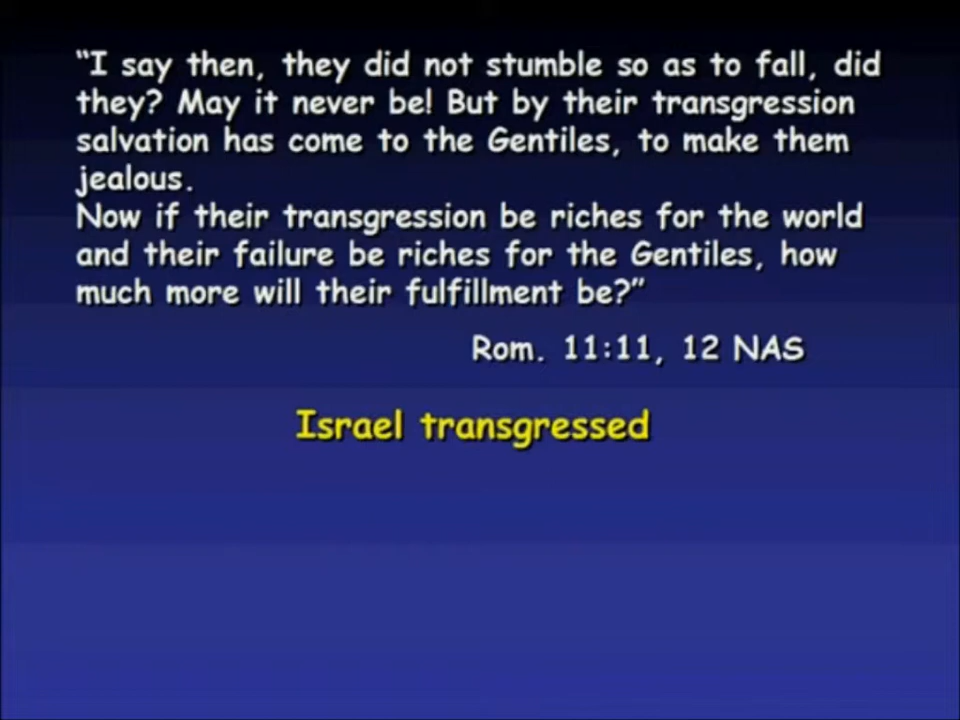 “I say then, they did not stumble so as to fall, did
they? May it never be! But by their transgression
salvation has come to the Gentiles, to make them
jealous.
Now if their transgression be riches for the world
and their failure be riches for the Gentiles, how
much more will their fulfillment be?”
Rom. 11:11, 12 NAS
Israel transgressed